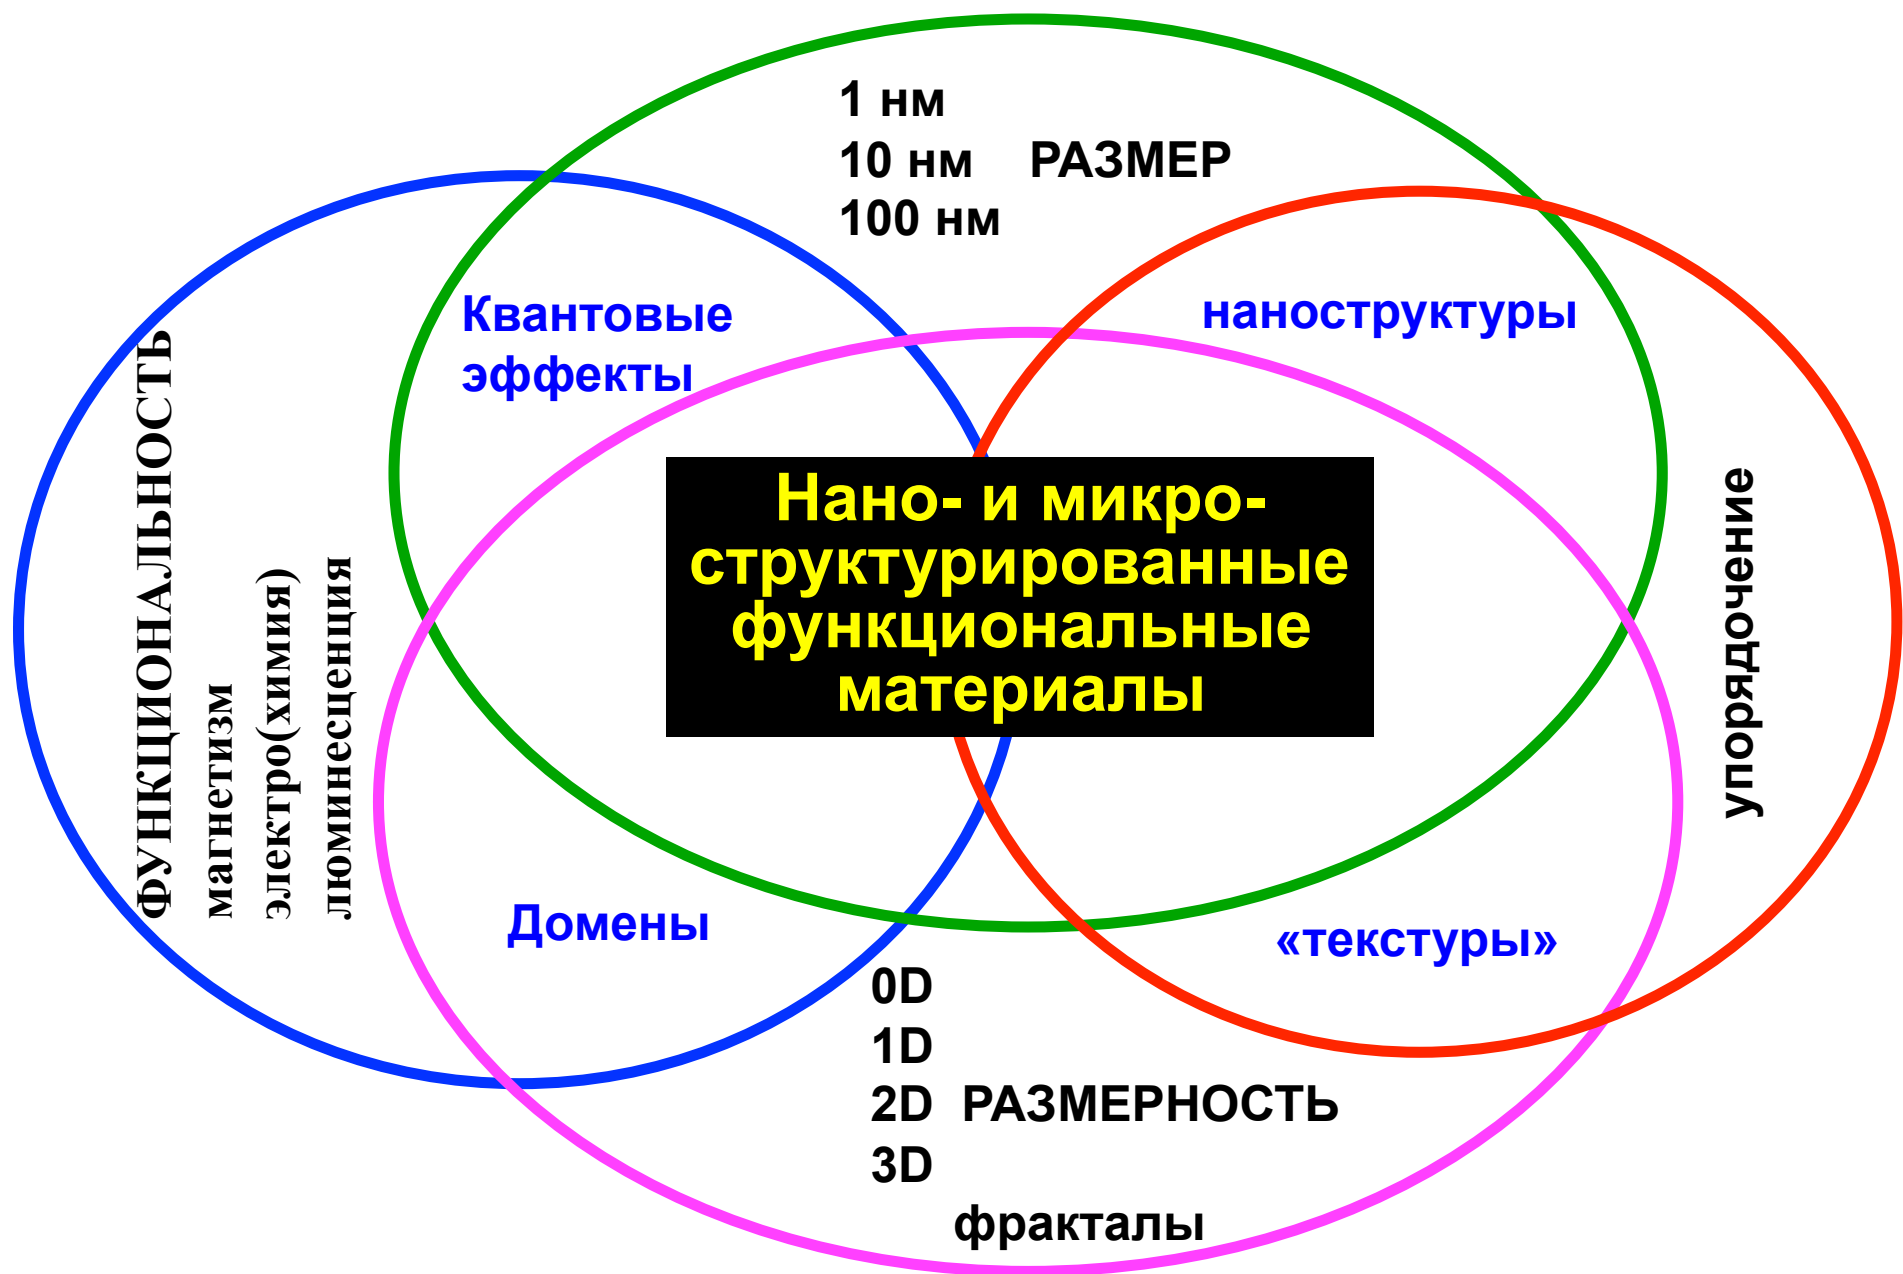 1 нм
10 нм РАЗМЕР
100 нм
Квантовые
эффекты
наноструктуры
ФУНКЦИОНАЛЬНОСТЬ
магнетизм
электро(химия)
люминесценция
Нано- и микро-
структурированные
функциональные
материалы
упорядочение
Домены
«текстуры»
0D
1D
2D РАЗМЕРНОСТЬ
3D
фракталы